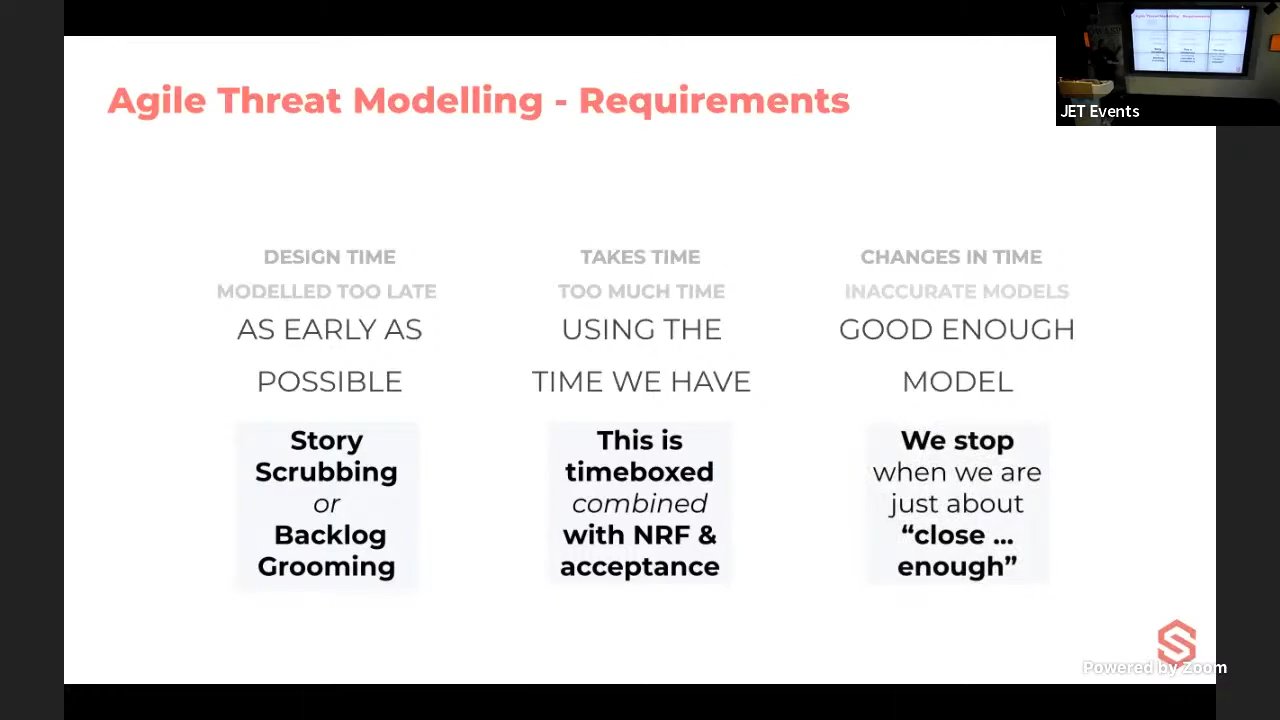 Agile Threat Modelling - Requirements
JET Events
DESIGN TIME
MODELLED TOO LATE
AS EARLY AS
POSSIBLE
Story
Scrubbing
or
Backlog
Grooming
TAKES TIME
TOO MUCH TIME
USING THE
TIME WE HAVE
This is
timeboxed
combined
with NRF &
acceptance
CHANGES IN TIME
INACCURATE MODELS
GOOD ENOUGH
MODEL
We stop
when we are
just about
“close ...
enough”
Powered by Zoom